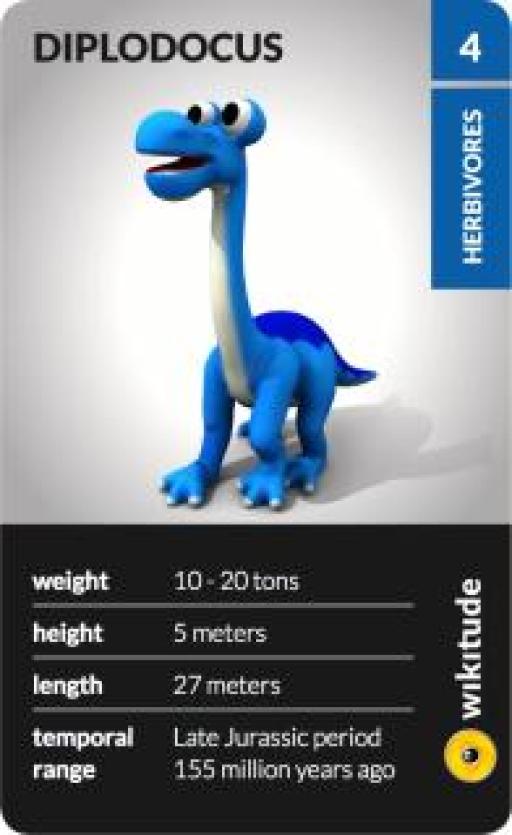 DIPLODOCUS
4
HERBIVORES
weight 10 - 20 tons
height 5 meters
length 27 meters
temporal Late Jurassic period
range 155 million years ago
wikitude